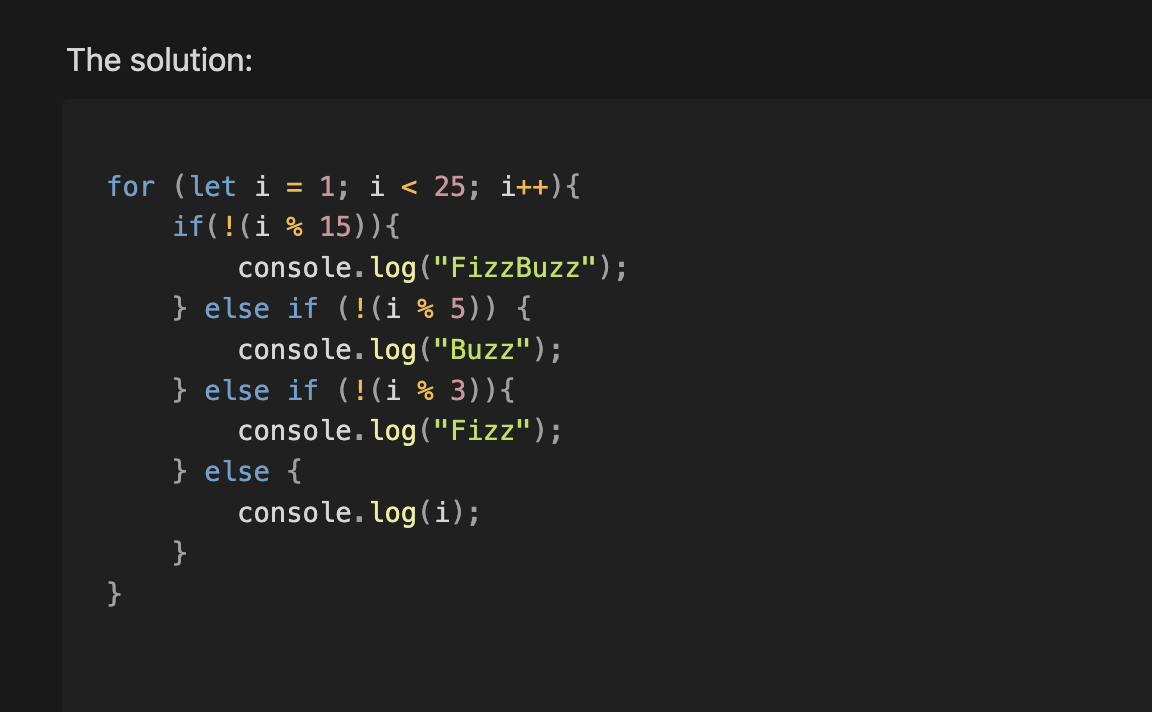 The solution:
for (let i = 1; i < 25; i++){
    if(!(i % 15)){
        console.log("FizzBuzz");
    } else if (!(i % 5)) {
        console.log("Buzz");
    } else if (!(i % 3)){
        console.log("Fizz");
    } else {
        console.log(i);
    }
}